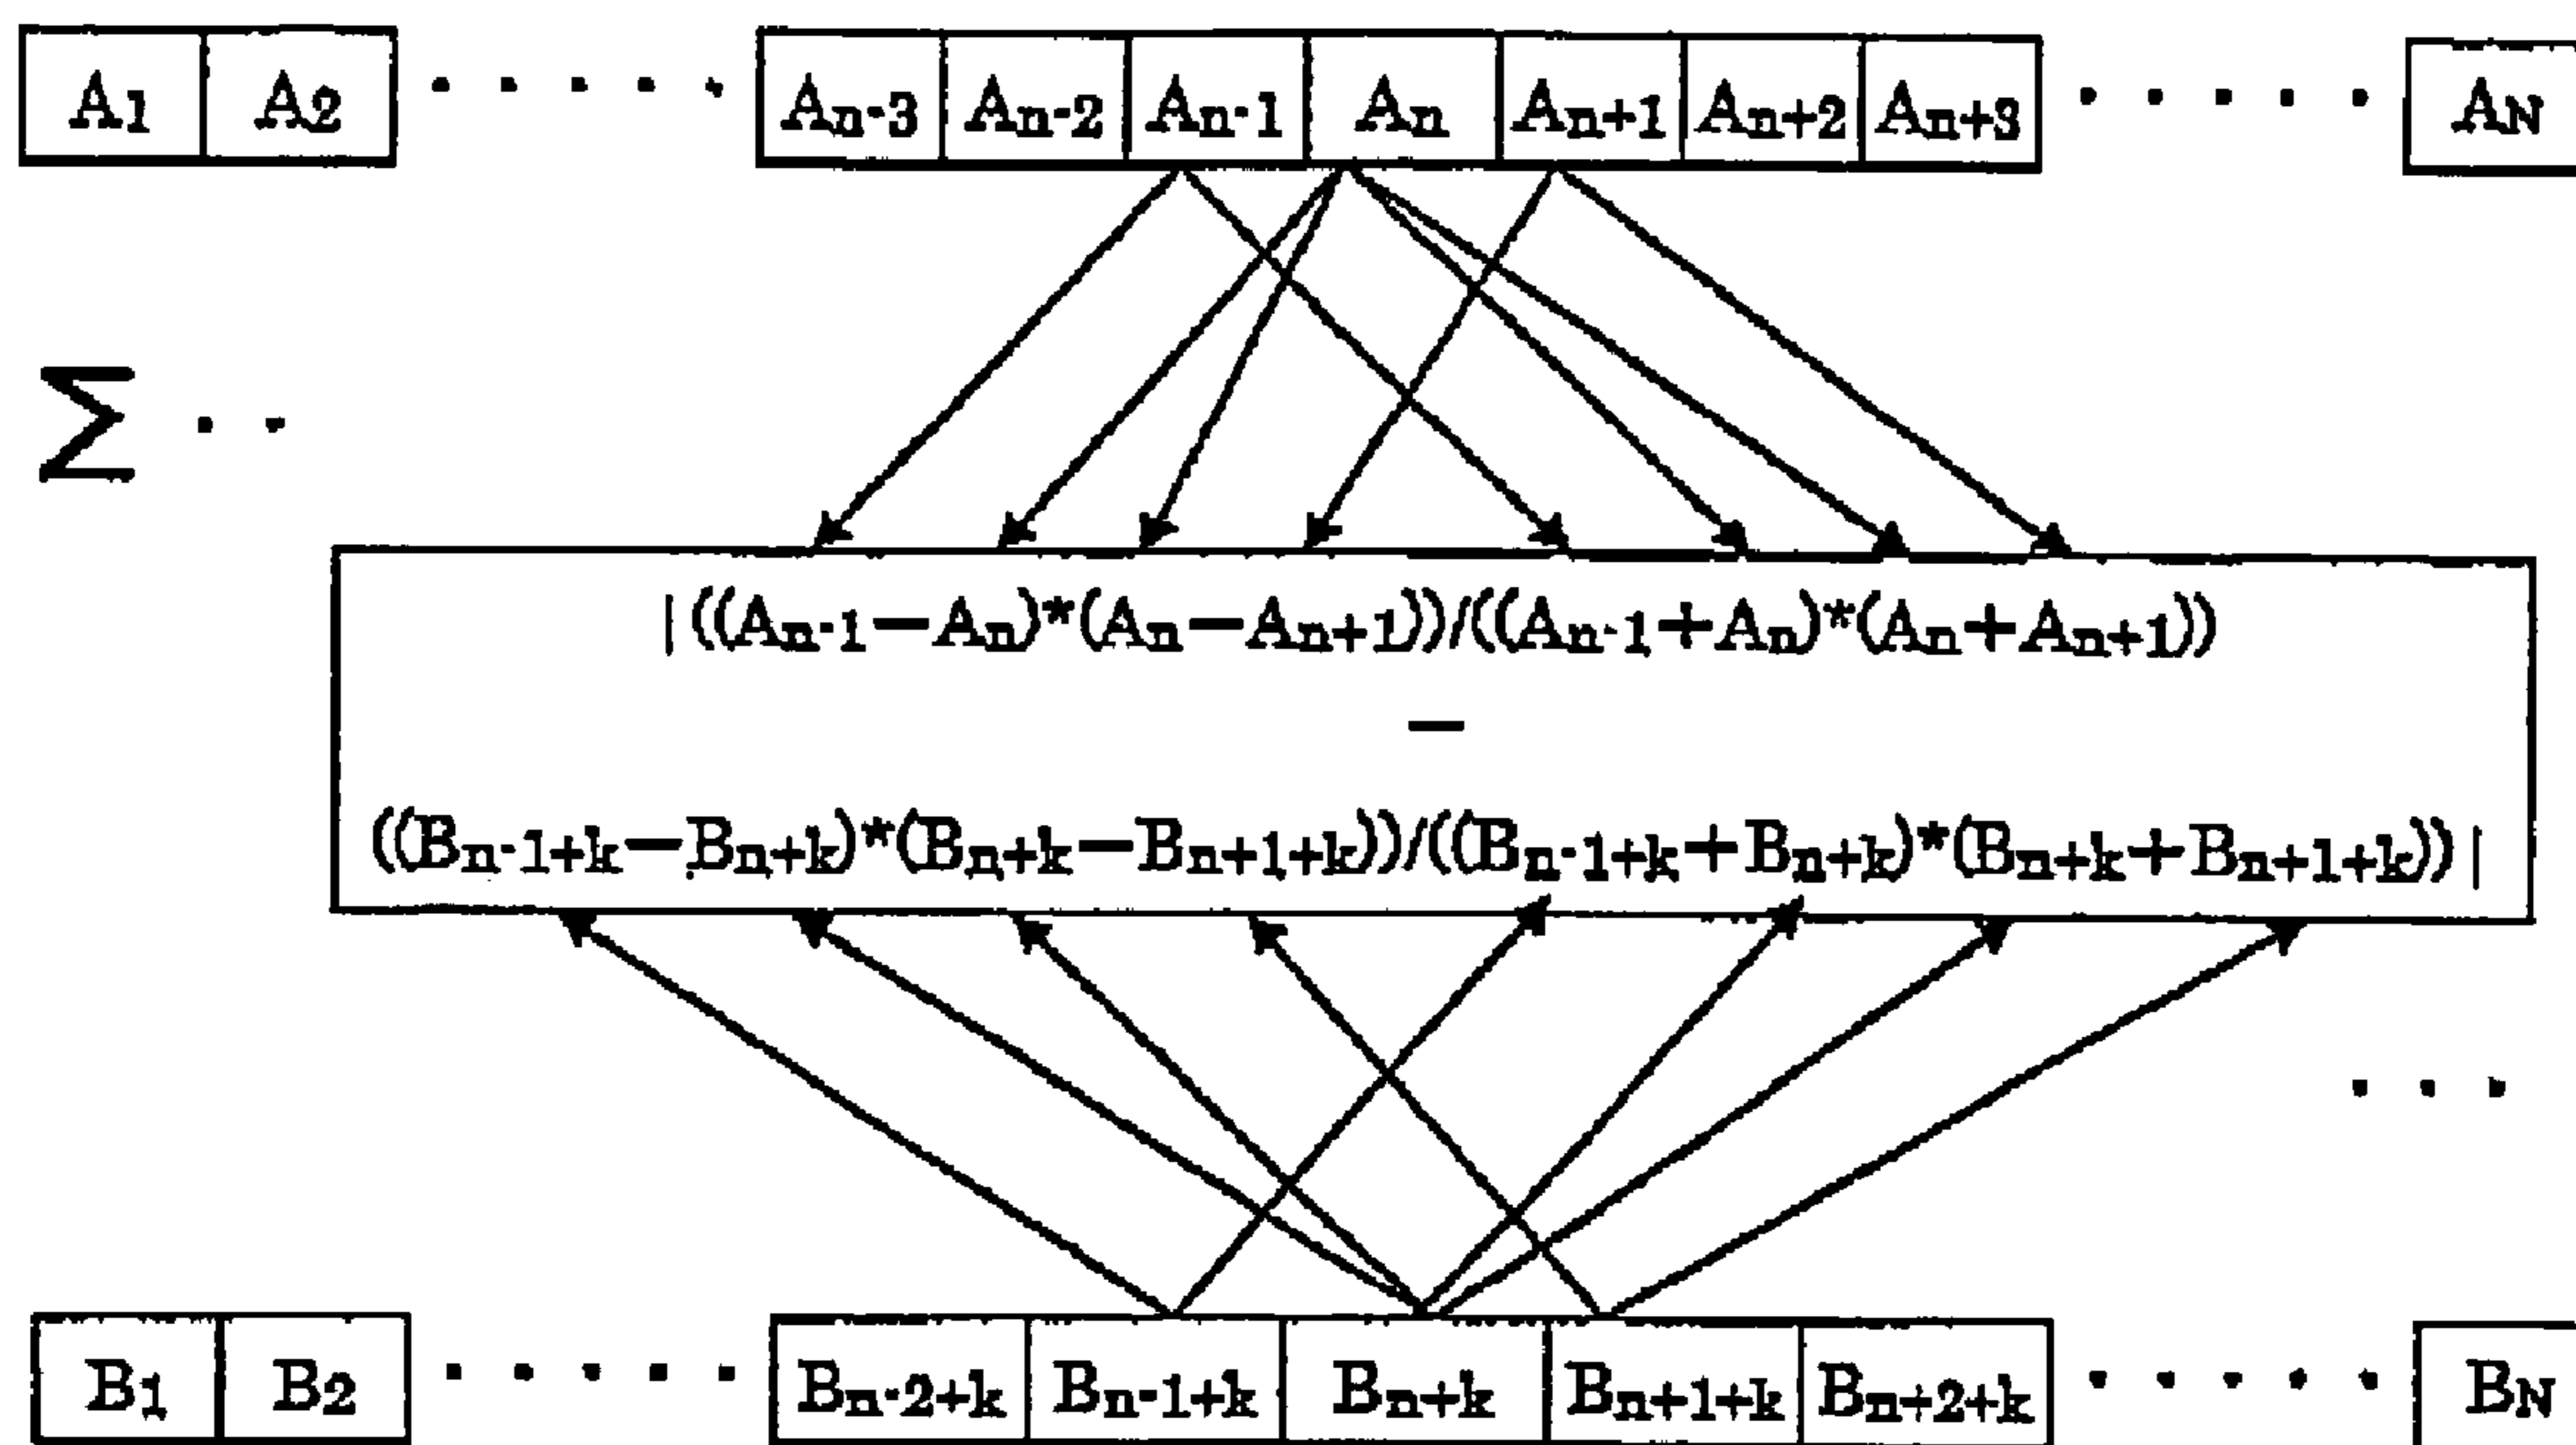 A1 A2 ····· An-3 An-2 An-1 An An+1 An+2 An+3 ····· AN
Σ ··
|((An-1−An)*(An−An+1))/((An-1+An)*(An+An+1))
−
((Bn-1+k−Bn+k)*(Bn+k−Bn+1+k))/((Bn-1+k+Bn+k)*(Bn+k+Bn+1+k))|
···
B1 B2 ····· Bn-2+k Bn-1+k Bn+k Bn+1+k Bn+2+k ····· BN